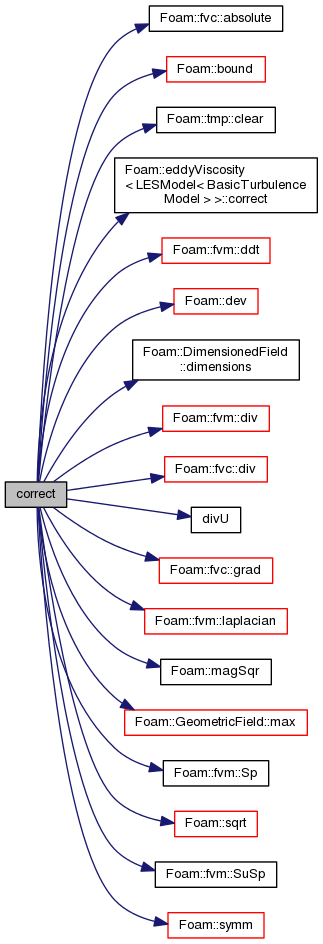 Foam::fvc::absolute
Foam::bound
Foam::tmp::clear
Foam::eddyViscosity
< LESModel< BasicTurbulence
Model > >::correct
Foam::fvm::ddt
Foam::dev
Foam::DimensionedField
::dimensions
Foam::fvm::div
Foam::fvc::div
correct
divU
Foam::fvc::grad
Foam::fvm::laplacian
Foam::magSqr
Foam::GeometricField::max
Foam::fvm::Sp
Foam::sqrt
Foam::fvm::SuSp
Foam::symm